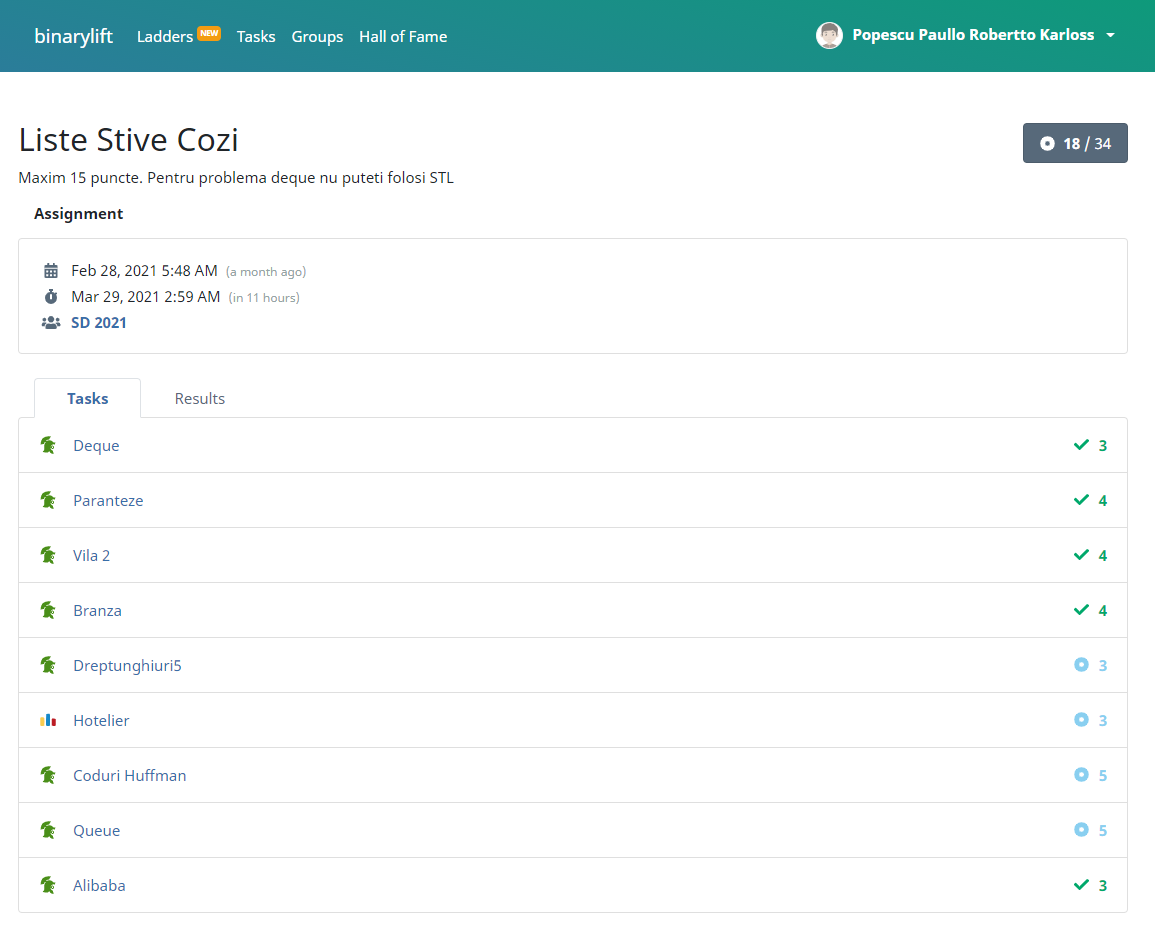 binarylift Ladders NEW Tasks Groups Hall of Fame Popescu Paullo Robertto Karloss
Liste Stive Cozi
18 / 34
Maxim 15 puncte. Pentru problema deque nu puteti folosi STL
Assignment
Feb 28, 2021 5:48 AM (a month ago)
Mar 29, 2021 2:59 AM (in 11 hours)
SD 2021
Tasks Results
Deque 3
Paranteze 4
Vila 2 4
Branza 4
Dreptunghiuri5 3
Hotelier 3
Coduri Huffman 5
Queue 5
Alibaba 3